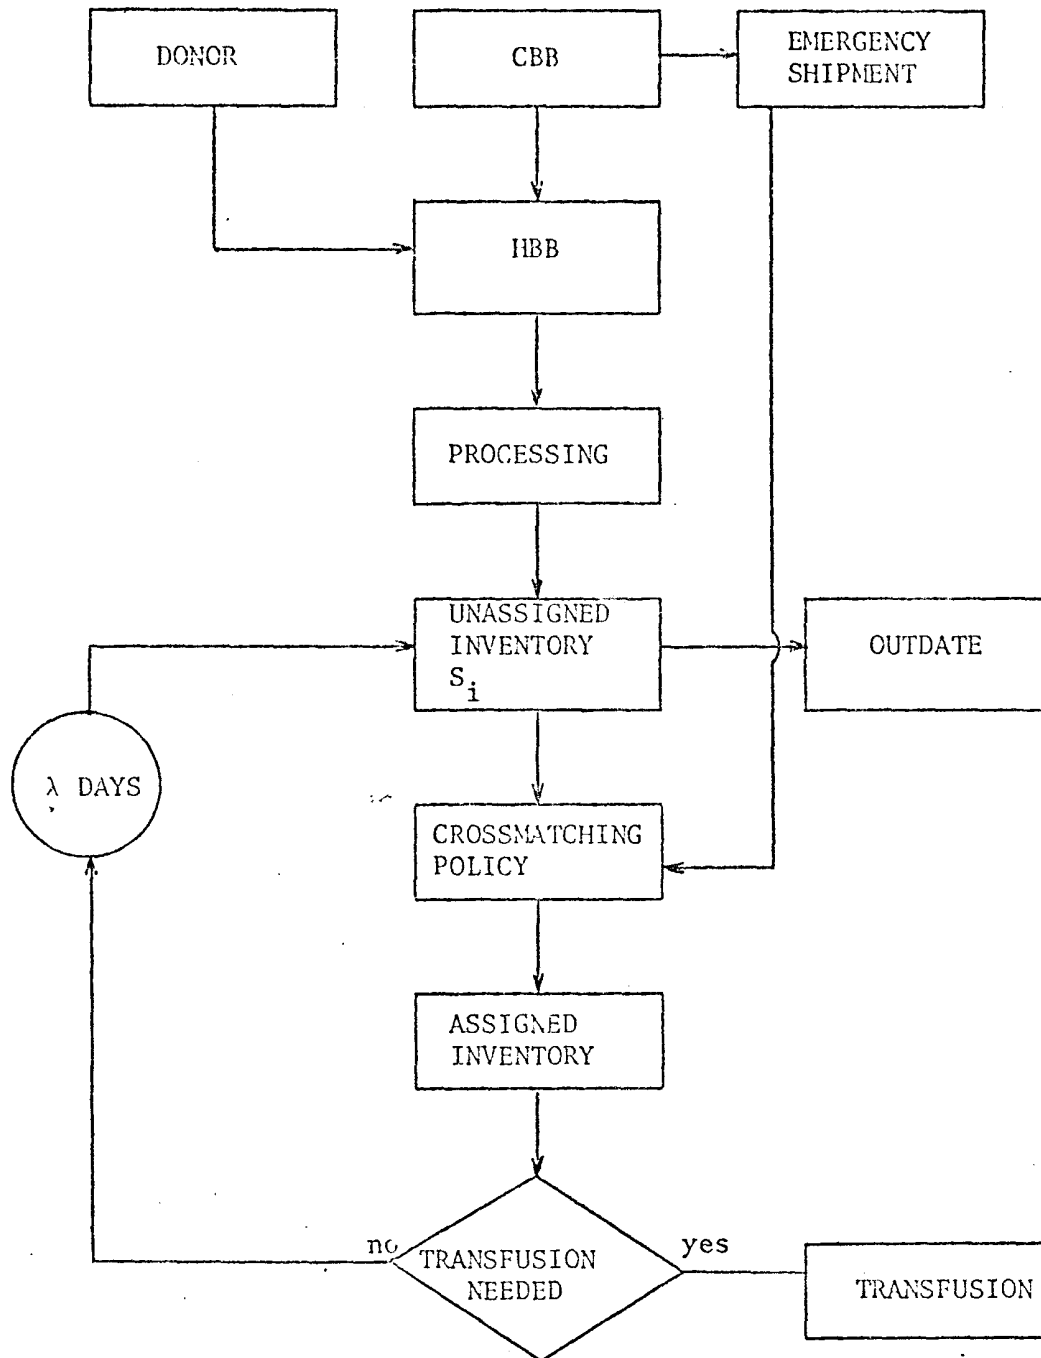 DONOR
CBB
EMERGENCY
SHIPMENT
HBB
PROCESSING
UNASSIGNED
INVENTORY
S_i
OUTDATE
λ DAYS
CROSSMATCHING
POLICY
ASSIGNED
INVENTORY
no
TRANSFUSION
NEEDED
yes
TRANSFUSION